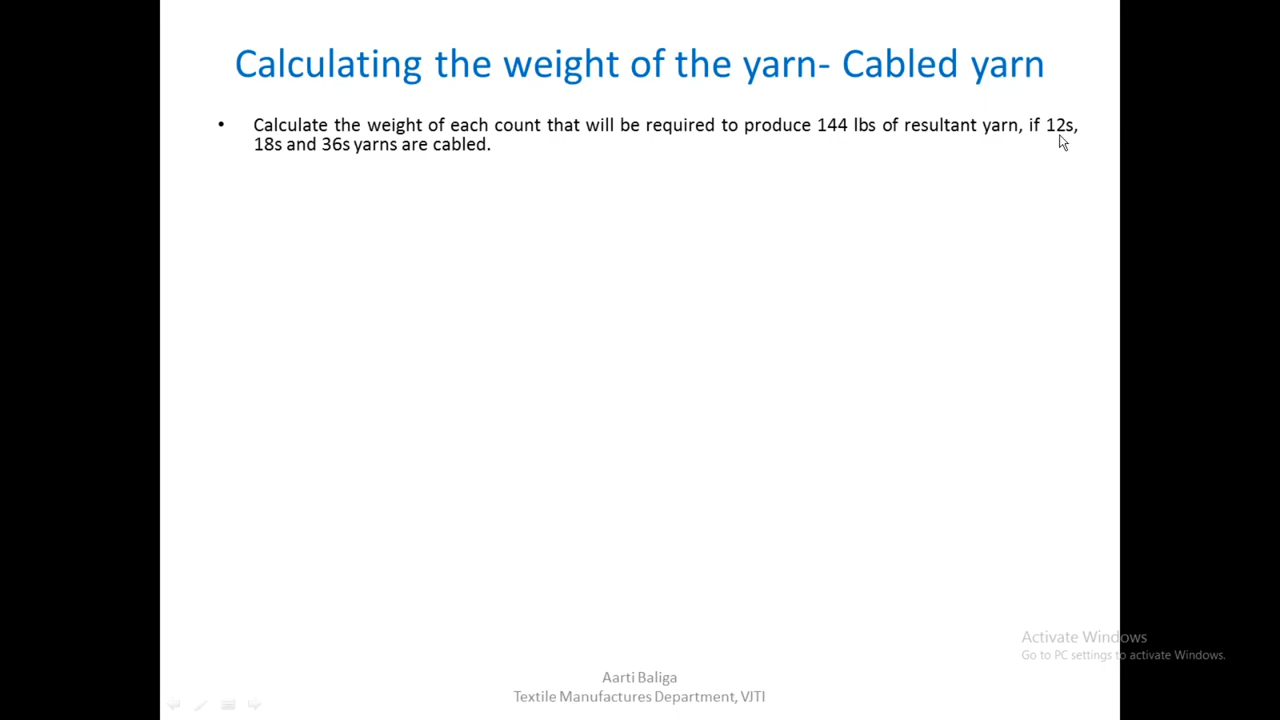 Calculating the weight of the yarn- Cabled yarn
• Calculate the weight of each count that will be required to produce 144 lbs of resultant yarn, if 12s,
18s and 36s yarns are cabled.
Activate Windows
Go to PC settings to activate Windows.
Aarti Baliga
Textile Manufactures Department, VJTI